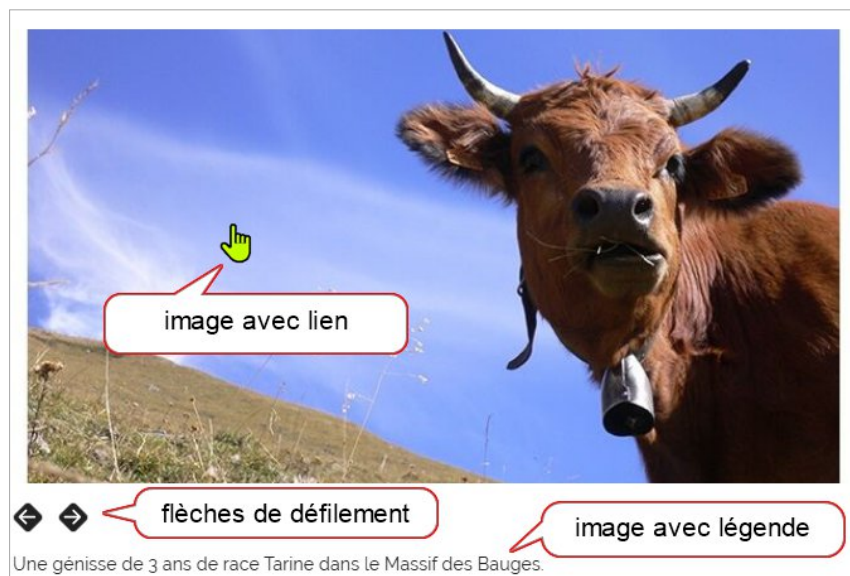 image avec lien
flèches de défilement
image avec légende
Une génisse de 3 ans de race Tarine dans le Massif des Bauges.